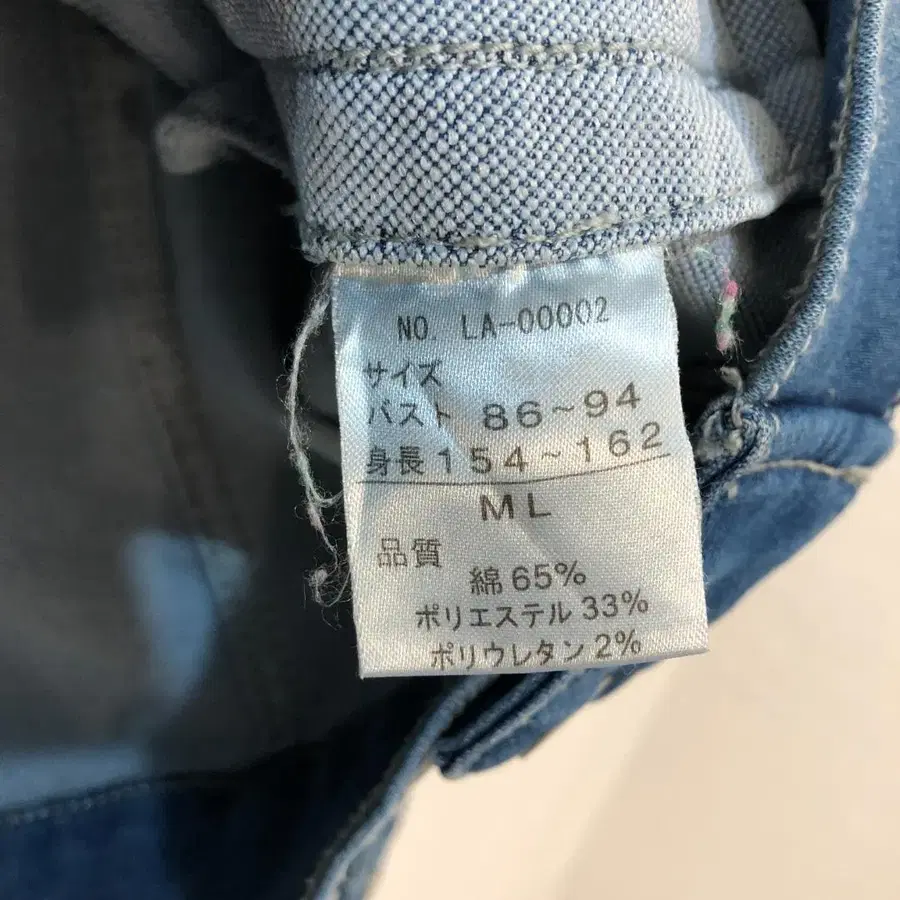 NO. LA-00002
サイズ
バスト 86~94
身長 154~162
ML
品質
綿 65%
ポリエステル 33%
ポリウレタン 2%